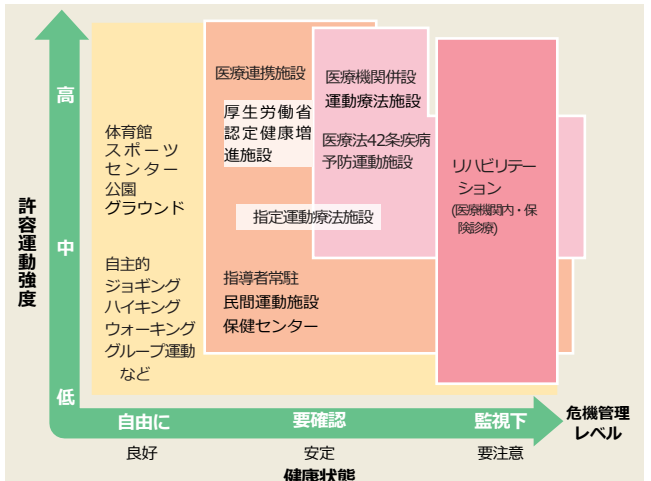 許容運動強度
高
中
低
体育館
スポーツ
センター
公園
グラウンド
自主的
ジョギング
ハイキング
ウォーキング
グループ運動
など
医療連携施設
厚生労働省
認定健康増
進施設
指定運動療法施設
指導者常駐
民間運動施設
保健センター
医療機関併設
運動療法施設
医療法42条疾病
予防運動施設
リハビリテー
ション
(医療機関内・保
険診療)
自由に
要確認
監視下
危機管理
レベル
良好
安定
要注意
健康状態